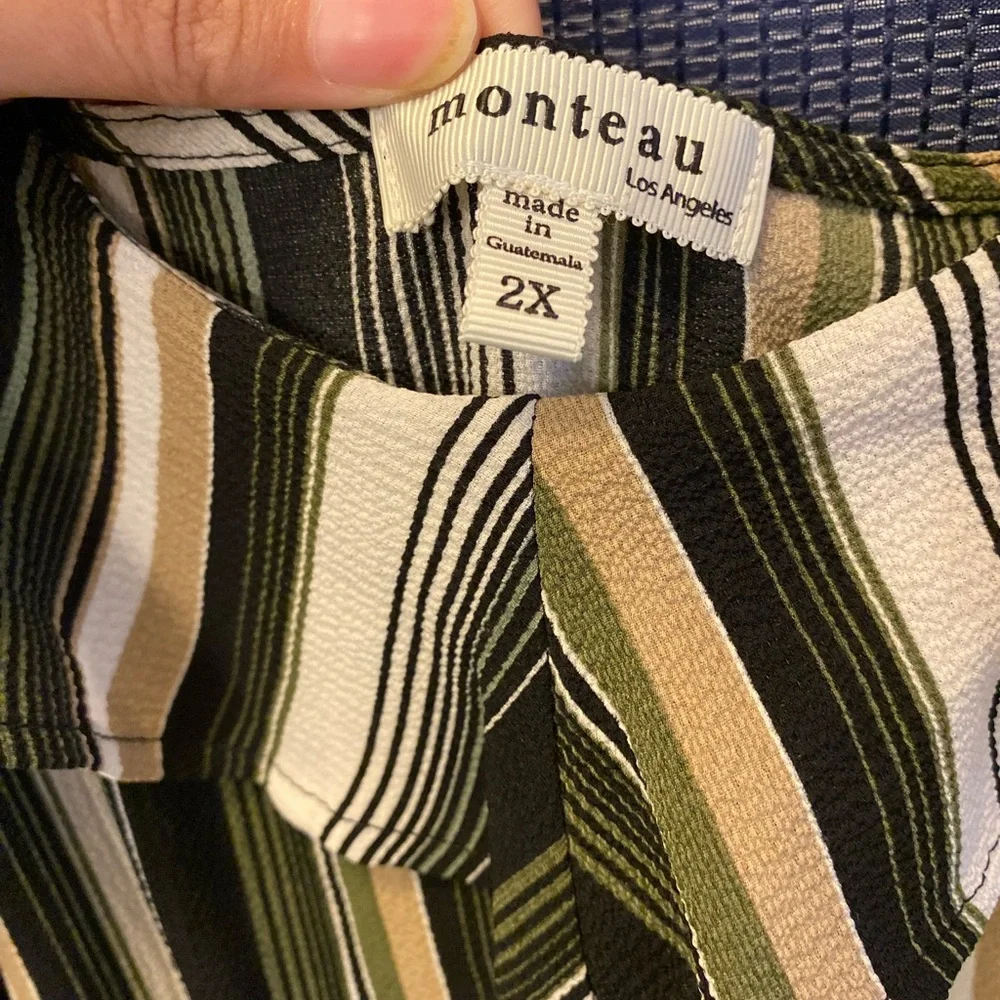 monteau
Los Angeles
made
in
Guatemala
2X